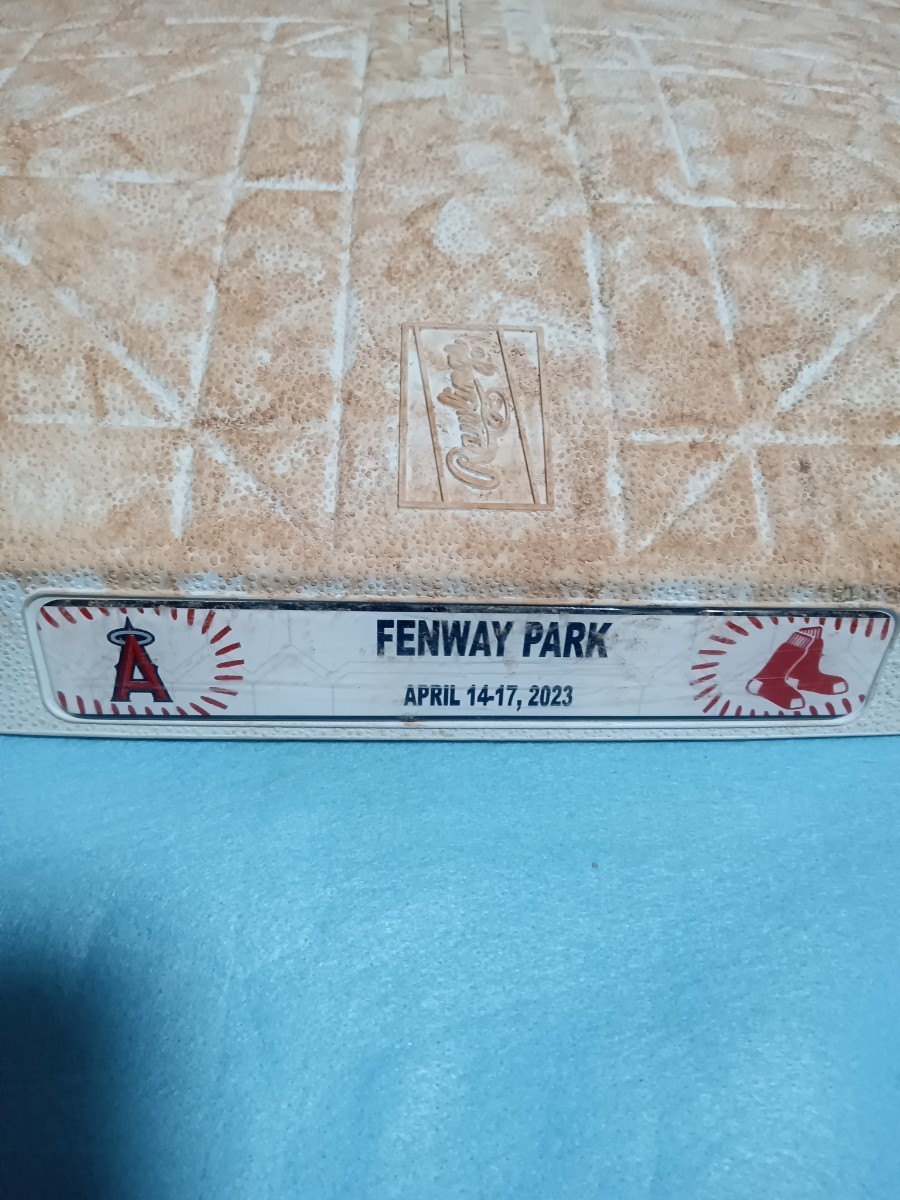 Rawlings
FENWAY PARK
APRIL 14-17, 2023